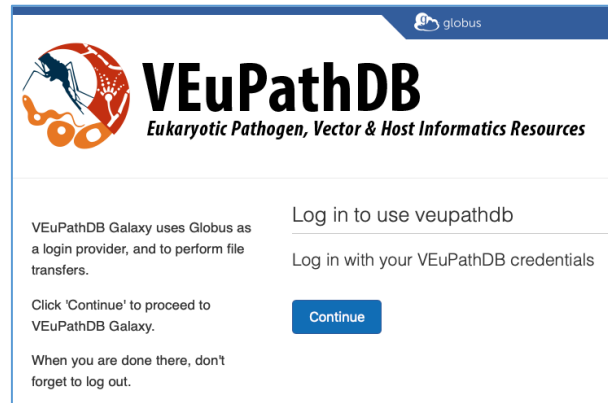 globus
VEuPathDB
Eukaryotic Pathogen, Vector & Host Informatics Resources
VEuPathDB Galaxy uses Globus as
a login provider, and to perform file
transfers.
Click 'Continue' to proceed to
VEuPathDB Galaxy.
When you are done there, don't
forget to log out.
Log in to use veupathdb
Log in with your VEuPathDB credentials
Continue